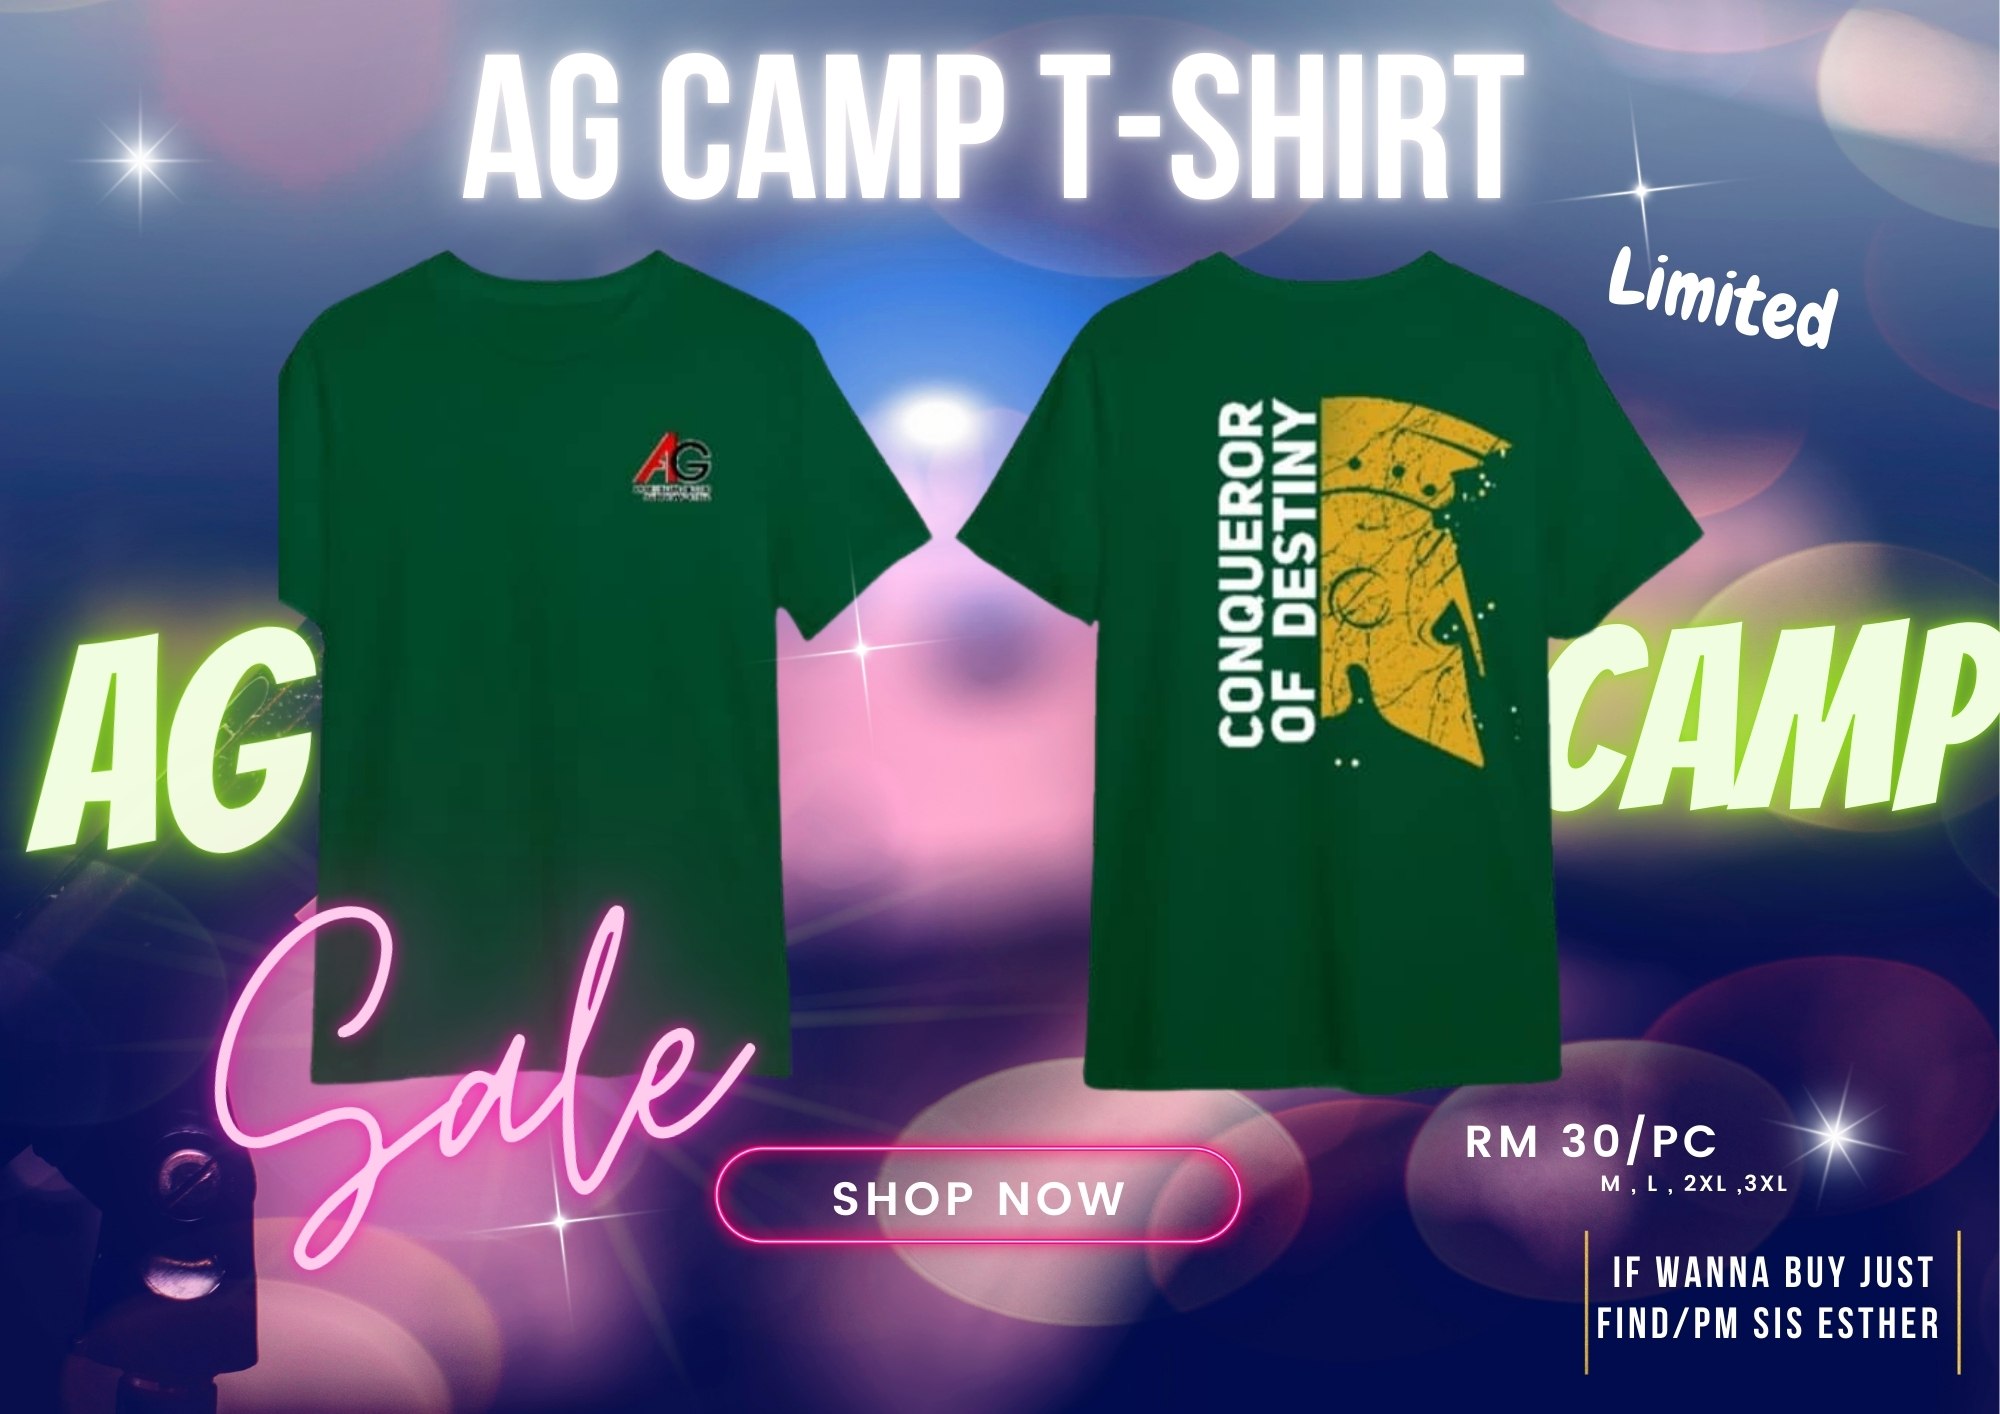 AG CAMP T-SHIRT
Limited
AG
CONQUEROR
OF DESTINY
AG
CAMP
Sale
SHOP NOW
RM 30/PC
M , L , 2XL ,3XL
IF WANNA BUY JUST
FIND/PM SIS ESTHER